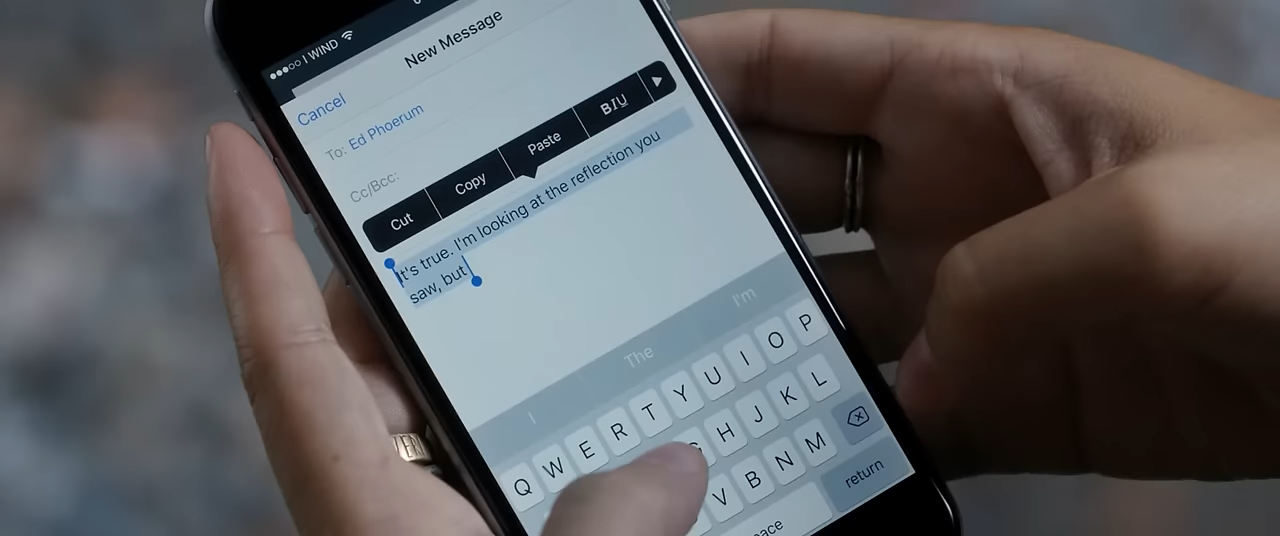 I WIND
New Message
Cancel
To: Ed Phoerum
Cc/Bcc:
Cut Copy Paste BIU ▶
It's true. I'm looking at the reflection you
saw, but
I The I'm
Q W E R T Y U I O P
G H J K L
V B N M
return